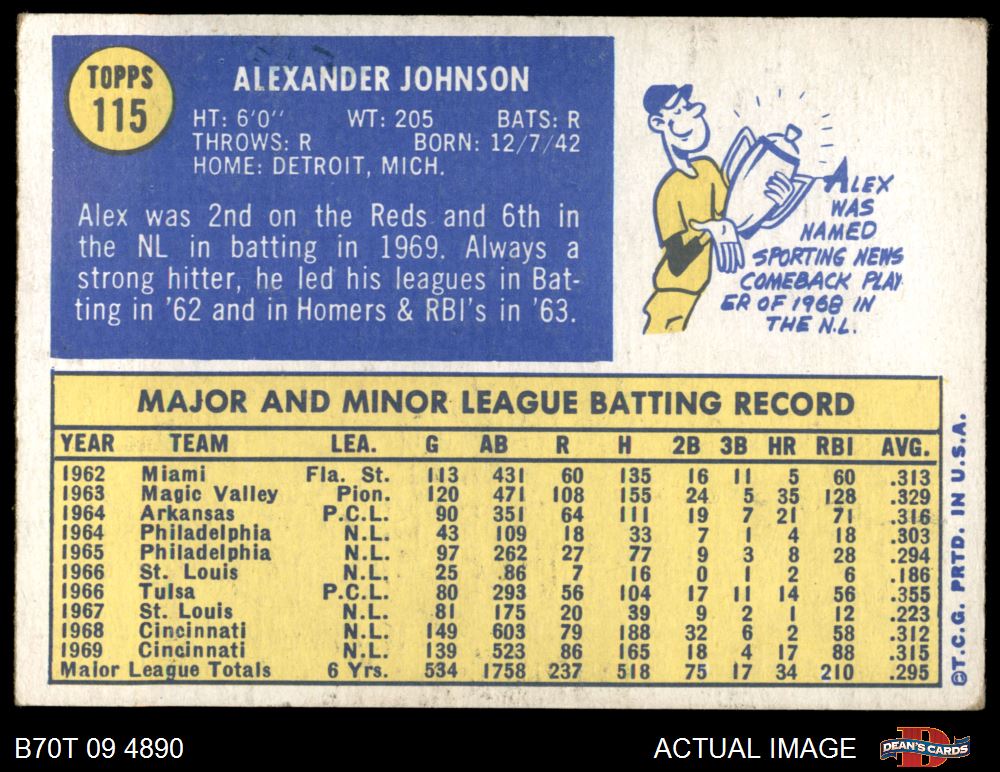 TOPPS
115
ALEXANDER JOHNSON
HT: 6'0" WT: 205 BATS: R
THROWS: R BORN: 12/7/42
HOME: DETROIT, MICH.
Alex was 2nd on the Reds and 6th in
the NL in batting in 1969. Always a
strong hitter, he led his leagues in Bat-
ting in '62 and in Homers & RBI's in '63.
ALEX
WAS
NAMED
SPORTING NEWS
COMEBACK PLAY
ER OF 1968 IN
THE N.L.
MAJOR AND MINOR LEAGUE BATTING RECORD
YEAR TEAM LEA. G AB R H 2B 3B HR RBI AVG.
1962 Miami Fla. St. 113 431 60 135 16 11 5 60 .313
1963 Magic Valley Pion. 120 471 108 155 24 5 35 128 .329
1964 Arkansas P.C.L. 90 351 64 111 19 7 21 71 .316
1964 Philadelphia N.L. 43 109 18 33 7 1 4 18 .303
1965 Philadelphia N.L. 97 262 27 77 9 3 8 28 .294
1966 St. Louis N.L. 25 86 7 16 0 1 2 6 .186
1966 Tulsa P.C.L. 80 293 56 104 17 11 14 56 .355
1967 St. Louis N.L. 81 175 20 39 9 2 1 12 .223
1968 Cincinnati N.L. 149 603 79 188 32 6 2 58 .312
1969 Cincinnati N.L. 139 523 86 165 18 4 17 88 .315
Major League Totals 6 Yrs. 534 1758 237 518 75 17 34 210 .295
©T.C.G. PRTD. IN U.S.A.
B70T 09 4890
ACTUAL IMAGE
D
DEAN'S CARDS